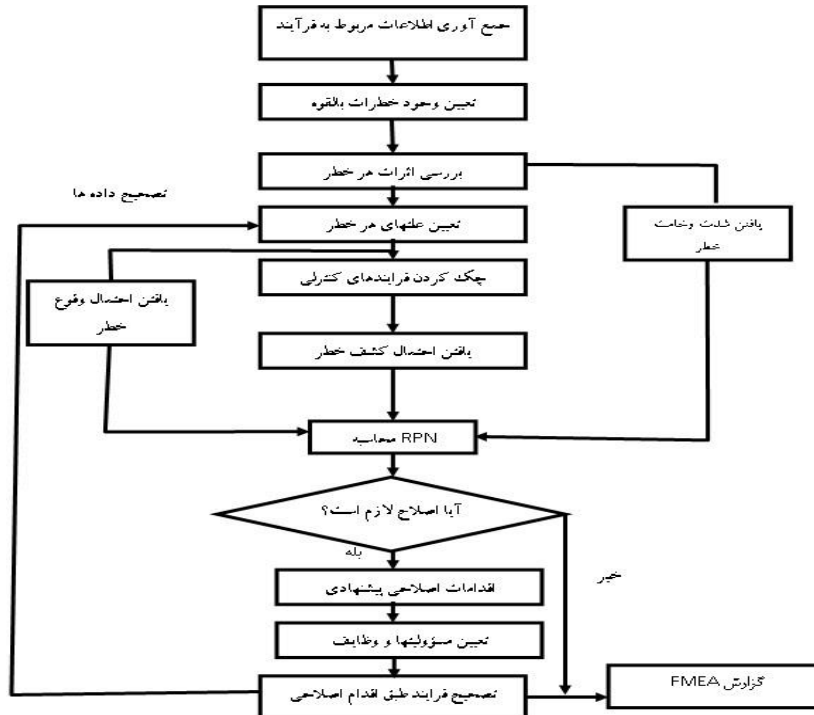 جمع آوری اطلاعات مربوط به فرآیند
تعیین وجود خطرات بالقوه
بررسی اثرات هر خطر
تصحیح داده ها
تعیین علتهای هر خطر
یافتن شدت وخامت
خطر
چک کردن فرایندهای کنترلی
یافتن احتمال وقوع
خطر
یافتن احتمال کشف خطر
محاسبه RPN
آیا اصلاح لازم است؟
بله
خیر
اقدامات اصلاحی پیشنهادی
تعیین مسؤولیتها و وظایف
تصحیح فرایند طبق اقدام اصلاحی
گزارش FMEA